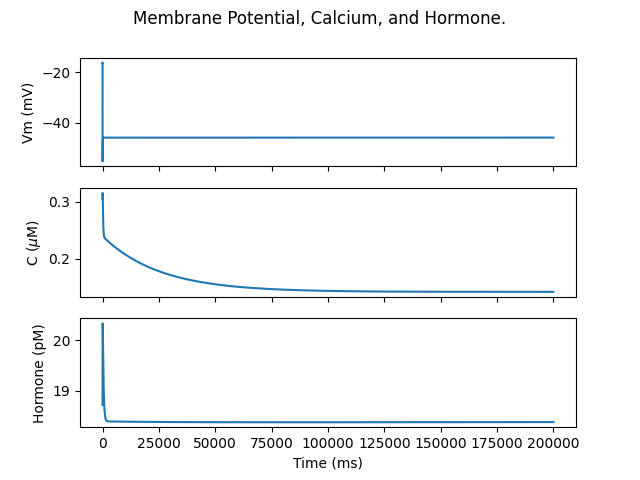 Membrane Potential, Calcium, and Hormone.
Vm (mV)
−20
−40
C (μM)
0.3
0.2
Hormone (pM)
20
19
0 25000 50000 75000 100000 125000 150000 175000 200000
Time (ms)